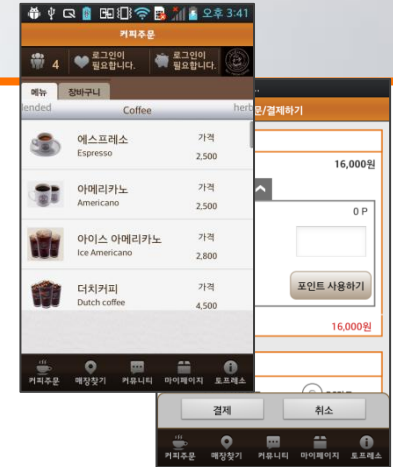 오후 3:41
커피주문
4
로그인이
필요합니다.
로그인이
필요합니다.
메뉴
장바구니
lended
Coffee
herb
에스프레소
Espresso
가격
2,500
아메리카노
Americano
가격
2,500
아이스 아메리카노
Ice Americano
가격
2,800
더치커피
Dutch coffee
가격
4,500
커피주문
매장찾기
커뮤니티
마이페이지
토프레소
문/결제하기
16,000원
0 P
포인트 사용하기
16,000원
결제
취소
커피주문
매장찾기
커뮤니티
마이페이지
토프레소